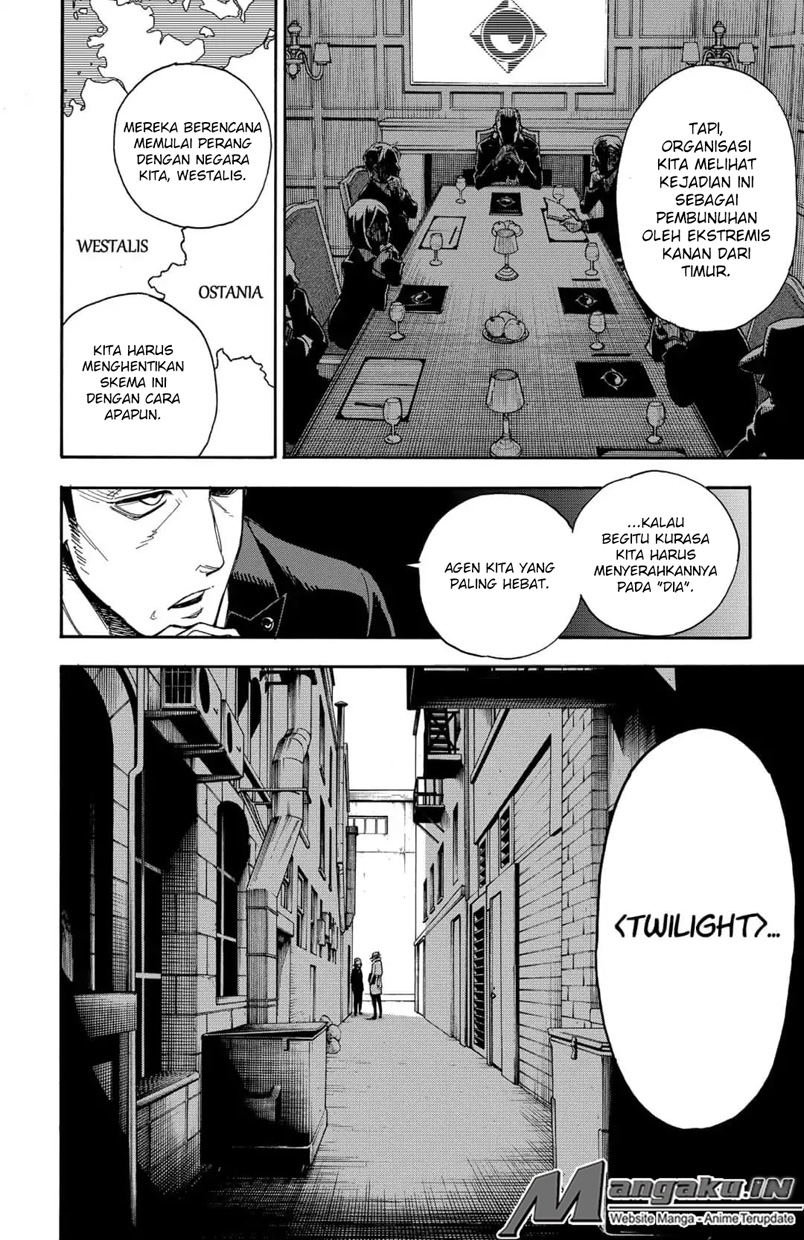 TAPI,
ORGANISASI
KITA MELIHAT
KEJADIAN INI
SEBAGAI
PEMBUNUHAN
OLEH EKSTREMIS
KANAN DARI
TIMUR.
MEREKA BERENCANA
MEMULAI PERANG
DENGAN NEGARA
KITA, WESTALIS.
WESTALIS
OSTANIA
KITA HARUS
MENGHENTIKAN
SKEMA INI
DENGAN CARA
APAPUN.
...KALAU
BEGITU KURASA
KITA HARUS
MENYERAHKANNYA
PADA "DIA".
AGEN KITA YANG
PALING HEBAT.
<TWILIGHT>...
Mangaku.IN
Website Manga - Anime Terupdate